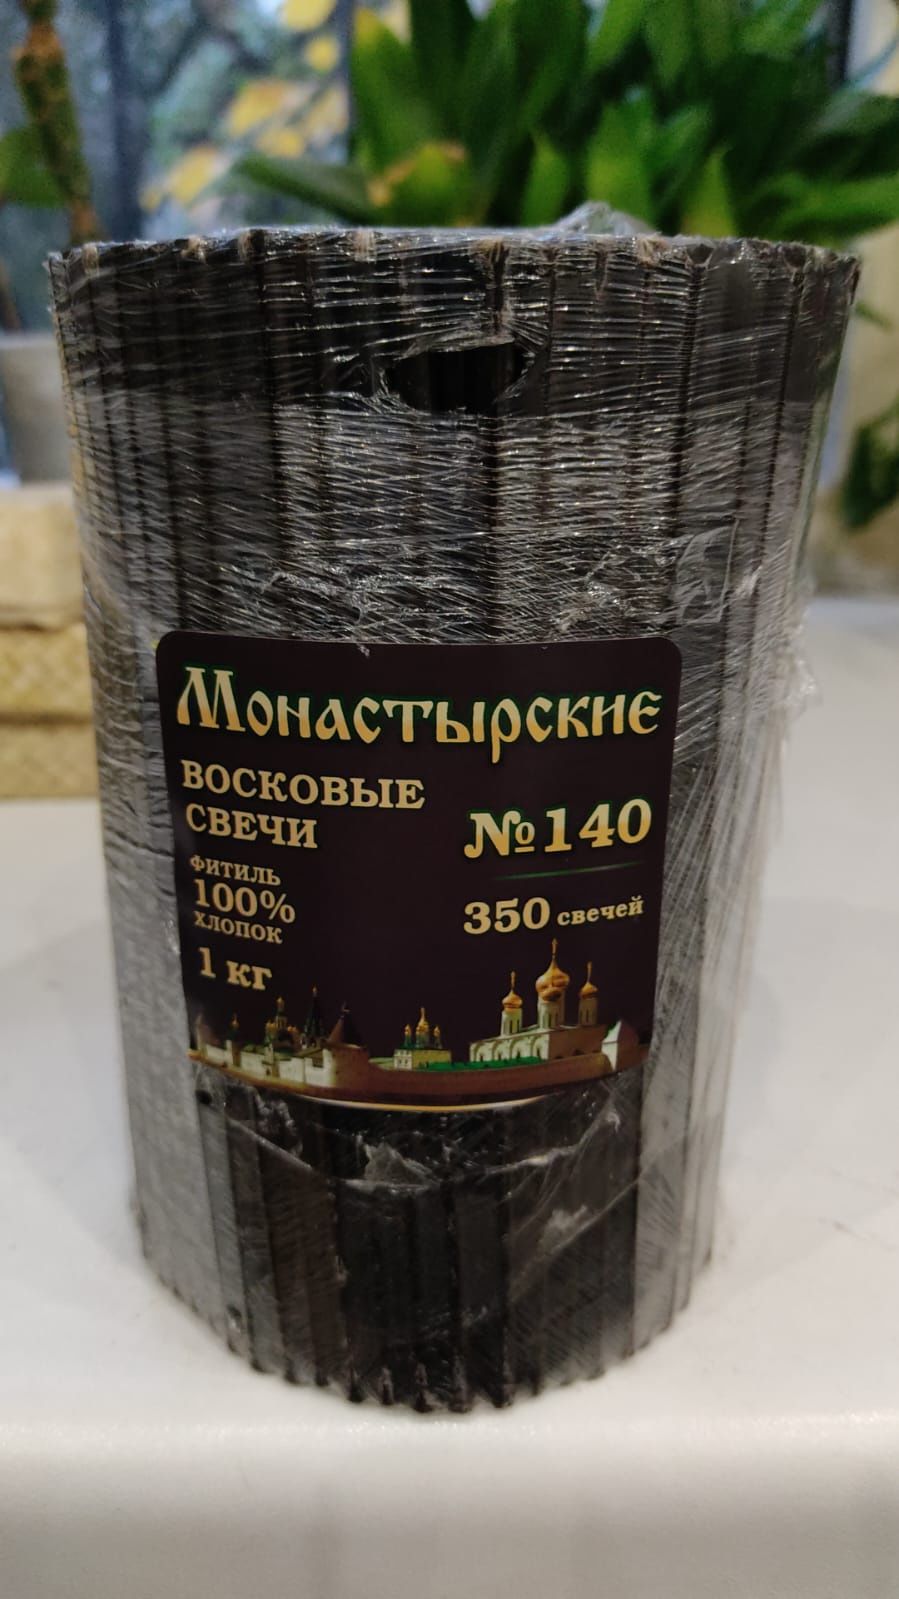 Монастырские
ВОСКОВЫЕ
СВЕЧИ
№140
ФИТИЛЬ
100%
ХЛОПОК
350 свечей
1 кг